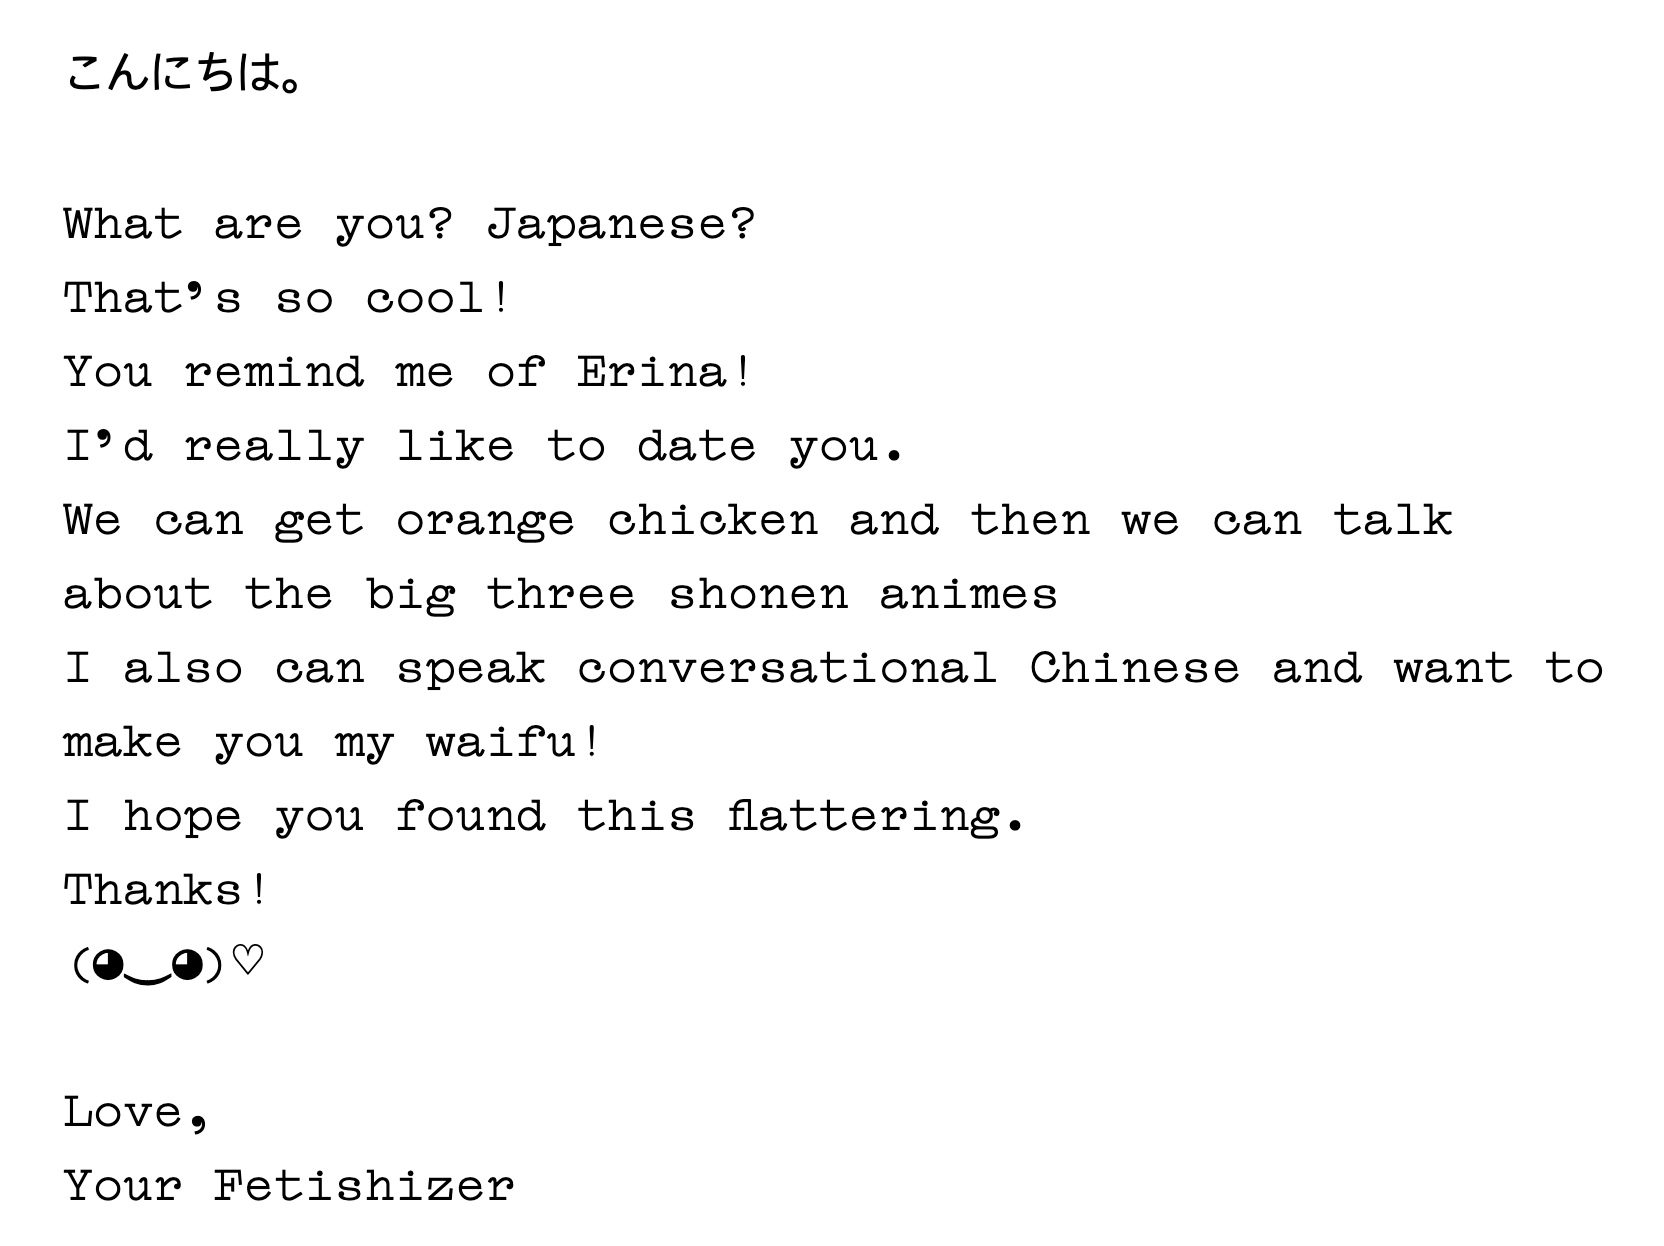 こんにちは。
What are you? Japanese?
That’s so cool!
You remind me of Erina!
I’d really like to date you.
We can get orange chicken and then we can talk
about the big three shonen animes
I also can speak conversational Chinese and want to
make you my waifu!
I hope you found this flattering.
Thanks!
(◕‿◕)♡
Love,
Your Fetishizer